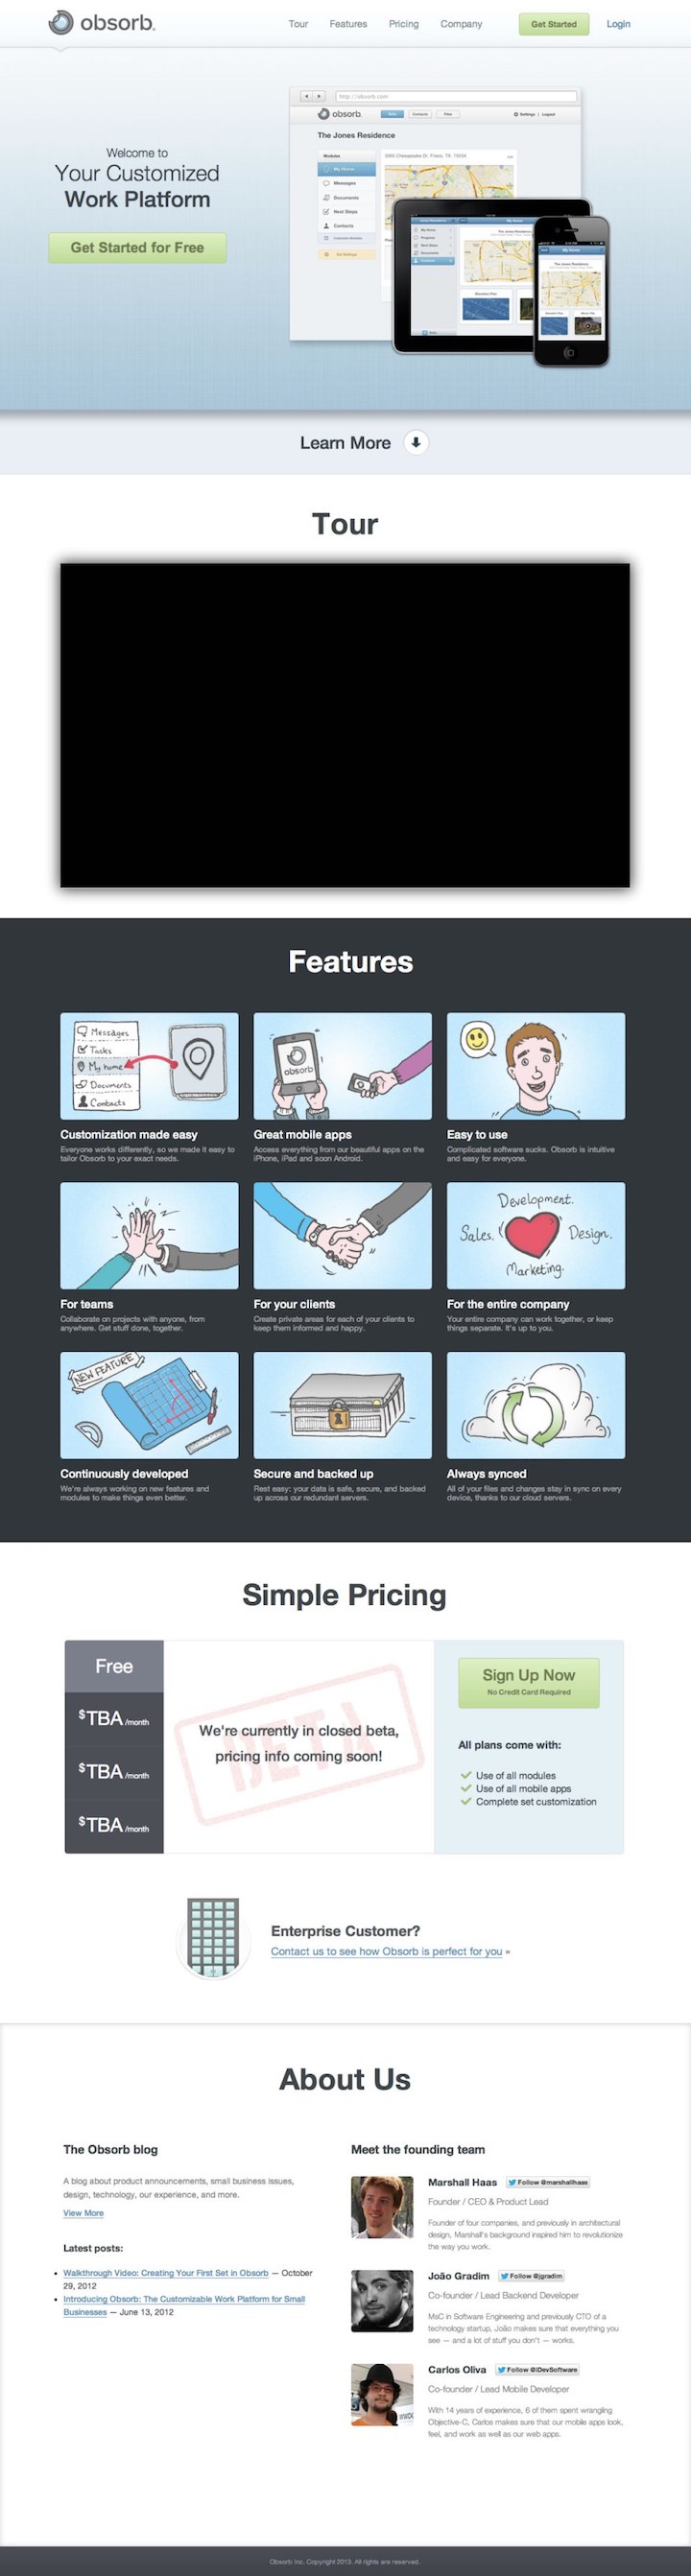 obsorb.
Tour Features Pricing Company Get Started Login
http://obsorb.com
obsorb
Contacts Files Settings | Logout
The Jones Residence
Modules
My Home
Messages
Documents
Next Steps
Contacts
Welcome to
Your Customized
Work Platform
Get Started for Free
Learn More
Tour
Features
Messages
Tasks
My home
Documents
Contacts
obsorb
Customization made easy
Everyone works differently, so we made it easy to
tailor Obsorb to your exact needs.
Great mobile apps
Access everything from our beautiful apps on the
iPhone, iPad and soon Android.
Easy to use
Complicated software sucks. Obsorb is intuitive
and easy for everyone.
Development.
Sales. Design.
Marketing.
For teams
Collaborate on projects with anyone, from
anywhere. Get stuff done, together.
For your clients
Create private areas for each of your clients to
keep them informed and happy.
For the entire company
Your entire company can work together, or keep
things separate. It's up to you.
NEW FEATURE
Continuously developed
We're always working on new features and
modules to make things even better.
Secure and backed up
Rest easy: your data is safe, secure, and backed
up across our redundant servers.
Always synced
All of your files and changes stay in sync on every
device, thanks to our cloud servers.
Simple Pricing
Free
$TBA /month
$TBA /month
$TBA /month
BETA
We're currently in closed beta,
pricing info coming soon!
Sign Up Now
No Credit Card Required
All plans come with:
Use of all modules
Use of all mobile apps
Complete set customization
Enterprise Customer?
Contact us to see how Obsorb is perfect for you »
About Us
The Obsorb blog
A blog about product announcements, small business issues,
design, technology, our experience, and more.
View More
Latest posts:
• Walkthrough Video: Creating Your First Set in Obsorb — October
29, 2012
• Introducing Obsorb: The Customizable Work Platform for Small
Businesses — June 13, 2012
Meet the founding team
Marshall Haas Follow @marshallhaas
Founder / CEO & Product Lead
Founder of four companies, and previously in architectural
design, Marshall's background inspired him to revolutionize
the way you work.
João Gradim Follow @jgradim
Co-founder / Lead Backend Developer
MsC in Software Engineering and previously CTO of a
technology startup, João makes sure that everything you
see — and a lot of stuff you don't — works.
Carlos Oliva Follow @iDevSoftware
Co-founder / Lead Mobile Developer
With 14 years of experience, 6 of them spent wrangling
Objective-C, Carlos makes sure that our mobile apps look,
feel, and work as well as our web apps.
Obsorb Inc. Copyright 2013. All rights are reserved.